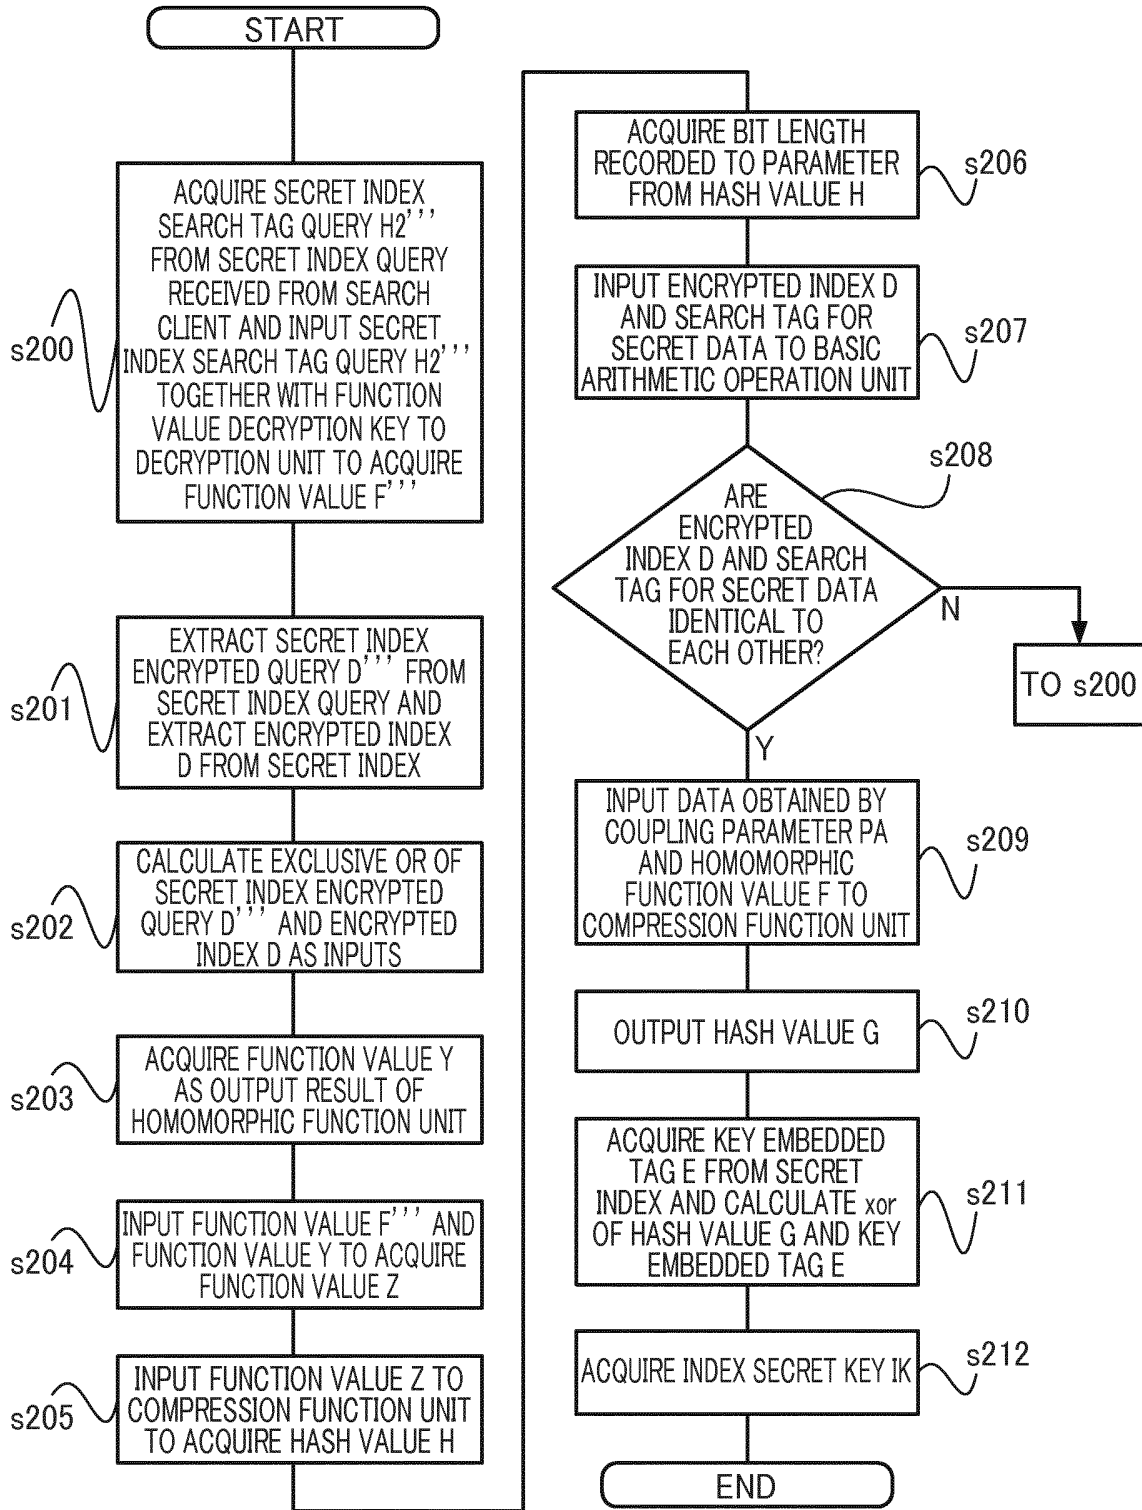 START
ACQUIRE SECRET INDEX
SEARCH TAG QUERY H2'''
FROM SECRET INDEX QUERY
RECEIVED FROM SEARCH
CLIENT AND INPUT SECRET
INDEX SEARCH TAG QUERY H2'''
TOGETHER WITH FUNCTION
VALUE DECRYPTION KEY TO
DECRYPTION UNIT TO ACQUIRE
FUNCTION VALUE F'''
s200
EXTRACT SECRET INDEX
ENCRYPTED QUERY D''' FROM
SECRET INDEX QUERY AND
EXTRACT ENCRYPTED INDEX
D FROM SECRET INDEX
s201
CALCULATE EXCLUSIVE OR OF
SECRET INDEX ENCRYPTED
QUERY D''' AND ENCRYPTED
INDEX D AS INPUTS
s202
ACQUIRE FUNCTION VALUE Y
AS OUTPUT RESULT OF
HOMOMORPHIC FUNCTION UNIT
s203
INPUT FUNCTION VALUE F''' AND
FUNCTION VALUE Y TO ACQUIRE
FUNCTION VALUE Z
s204
INPUT FUNCTION VALUE Z TO
COMPRESSION FUNCTION UNIT
TO ACQUIRE HASH VALUE H
s205
ACQUIRE BIT LENGTH
RECORDED TO PARAMETER
FROM HASH VALUE H
s206
INPUT ENCRYPTED INDEX D
AND SEARCH TAG FOR
SECRET DATA TO BASIC
ARITHMETIC OPERATION UNIT
s207
ARE
ENCRYPTED
INDEX D AND SEARCH
TAG FOR SECRET DATA
IDENTICAL TO
EACH OTHER?
s208
N
TO s200
Y
INPUT DATA OBTAINED BY
COUPLING PARAMETER PA
AND HOMOMORPHIC
FUNCTION VALUE F TO
COMPRESSION FUNCTION UNIT
s209
OUTPUT HASH VALUE G
s210
ACQUIRE KEY EMBEDDED
TAG E FROM SECRET
INDEX AND CALCULATE xor
OF HASH VALUE G AND KEY
EMBEDDED TAG E
s211
ACQUIRE INDEX SECRET KEY IK
s212
END